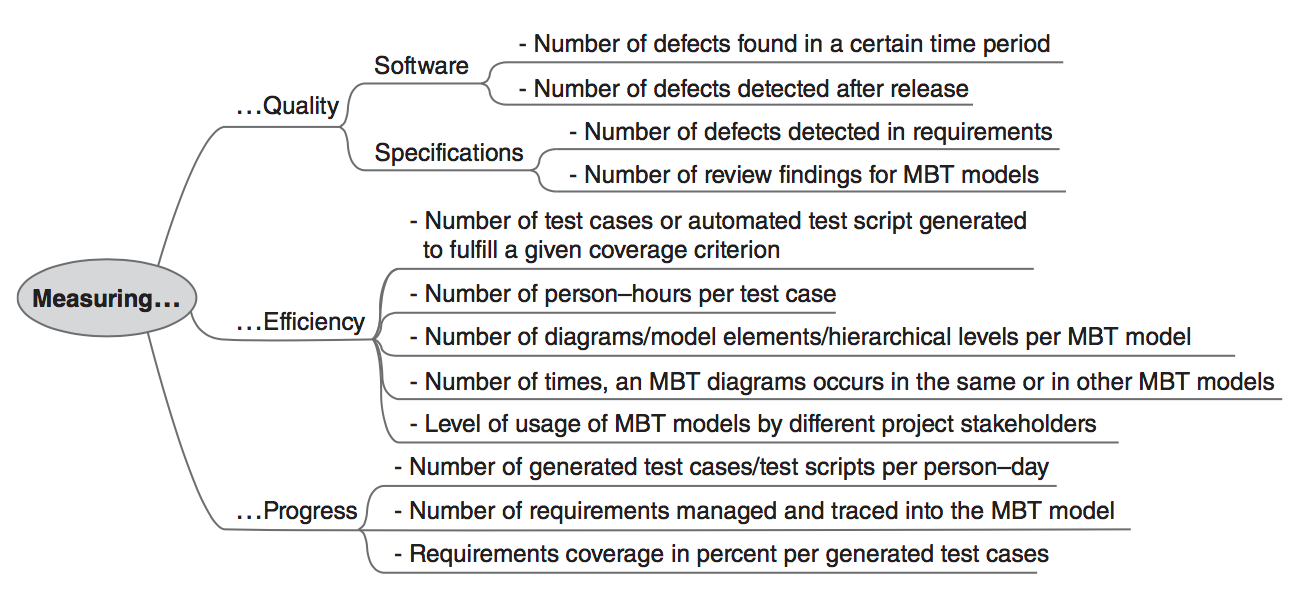 Measuring…
…Quality
Software
- Number of defects found in a certain time period
- Number of defects detected after release
Specifications
- Number of defects detected in requirements
- Number of review findings for MBT models
…Efficiency
- Number of test cases or automated test script generated
to fulfill a given coverage criterion
- Number of person–hours per test case
- Number of diagrams/model elements/hierarchical levels per MBT model
- Number of times, an MBT diagrams occurs in the same or in other MBT models
- Level of usage of MBT models by different project stakeholders
…Progress
- Number of generated test cases/test scripts per person–day
- Number of requirements managed and traced into the MBT model
- Requirements coverage in percent per generated test cases